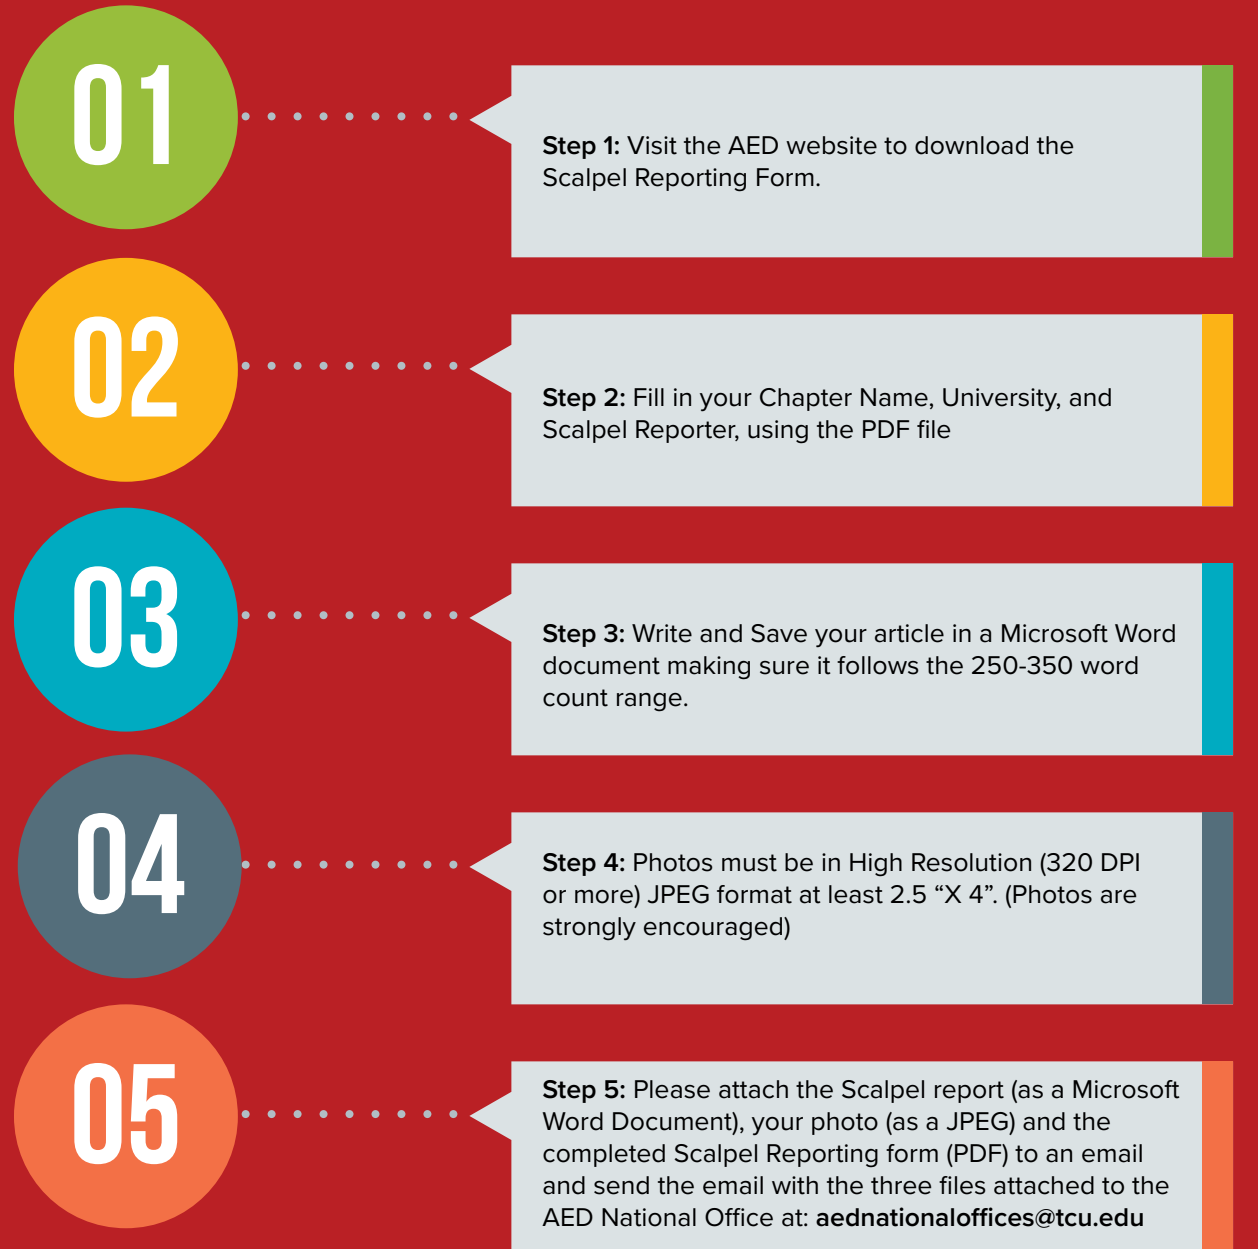 01
Step 1: Visit the AED website to download the
Scalpel Reporting Form.
02
Step 2: Fill in your Chapter Name, University, and
Scalpel Reporter, using the PDF file
03
Step 3: Write and Save your article in a Microsoft Word
document making sure it follows the 250-350 word
count range.
04
Step 4: Photos must be in High Resolution (320 DPI
or more) JPEG format at least 2.5 “X 4”. (Photos are
strongly encouraged)
05
Step 5: Please attach the Scalpel report (as a Microsoft
Word Document), your photo (as a JPEG) and the
completed Scalpel Reporting form (PDF) to an email
and send the email with the three files attached to the
AED National Office at: aednationaloffices@tcu.edu